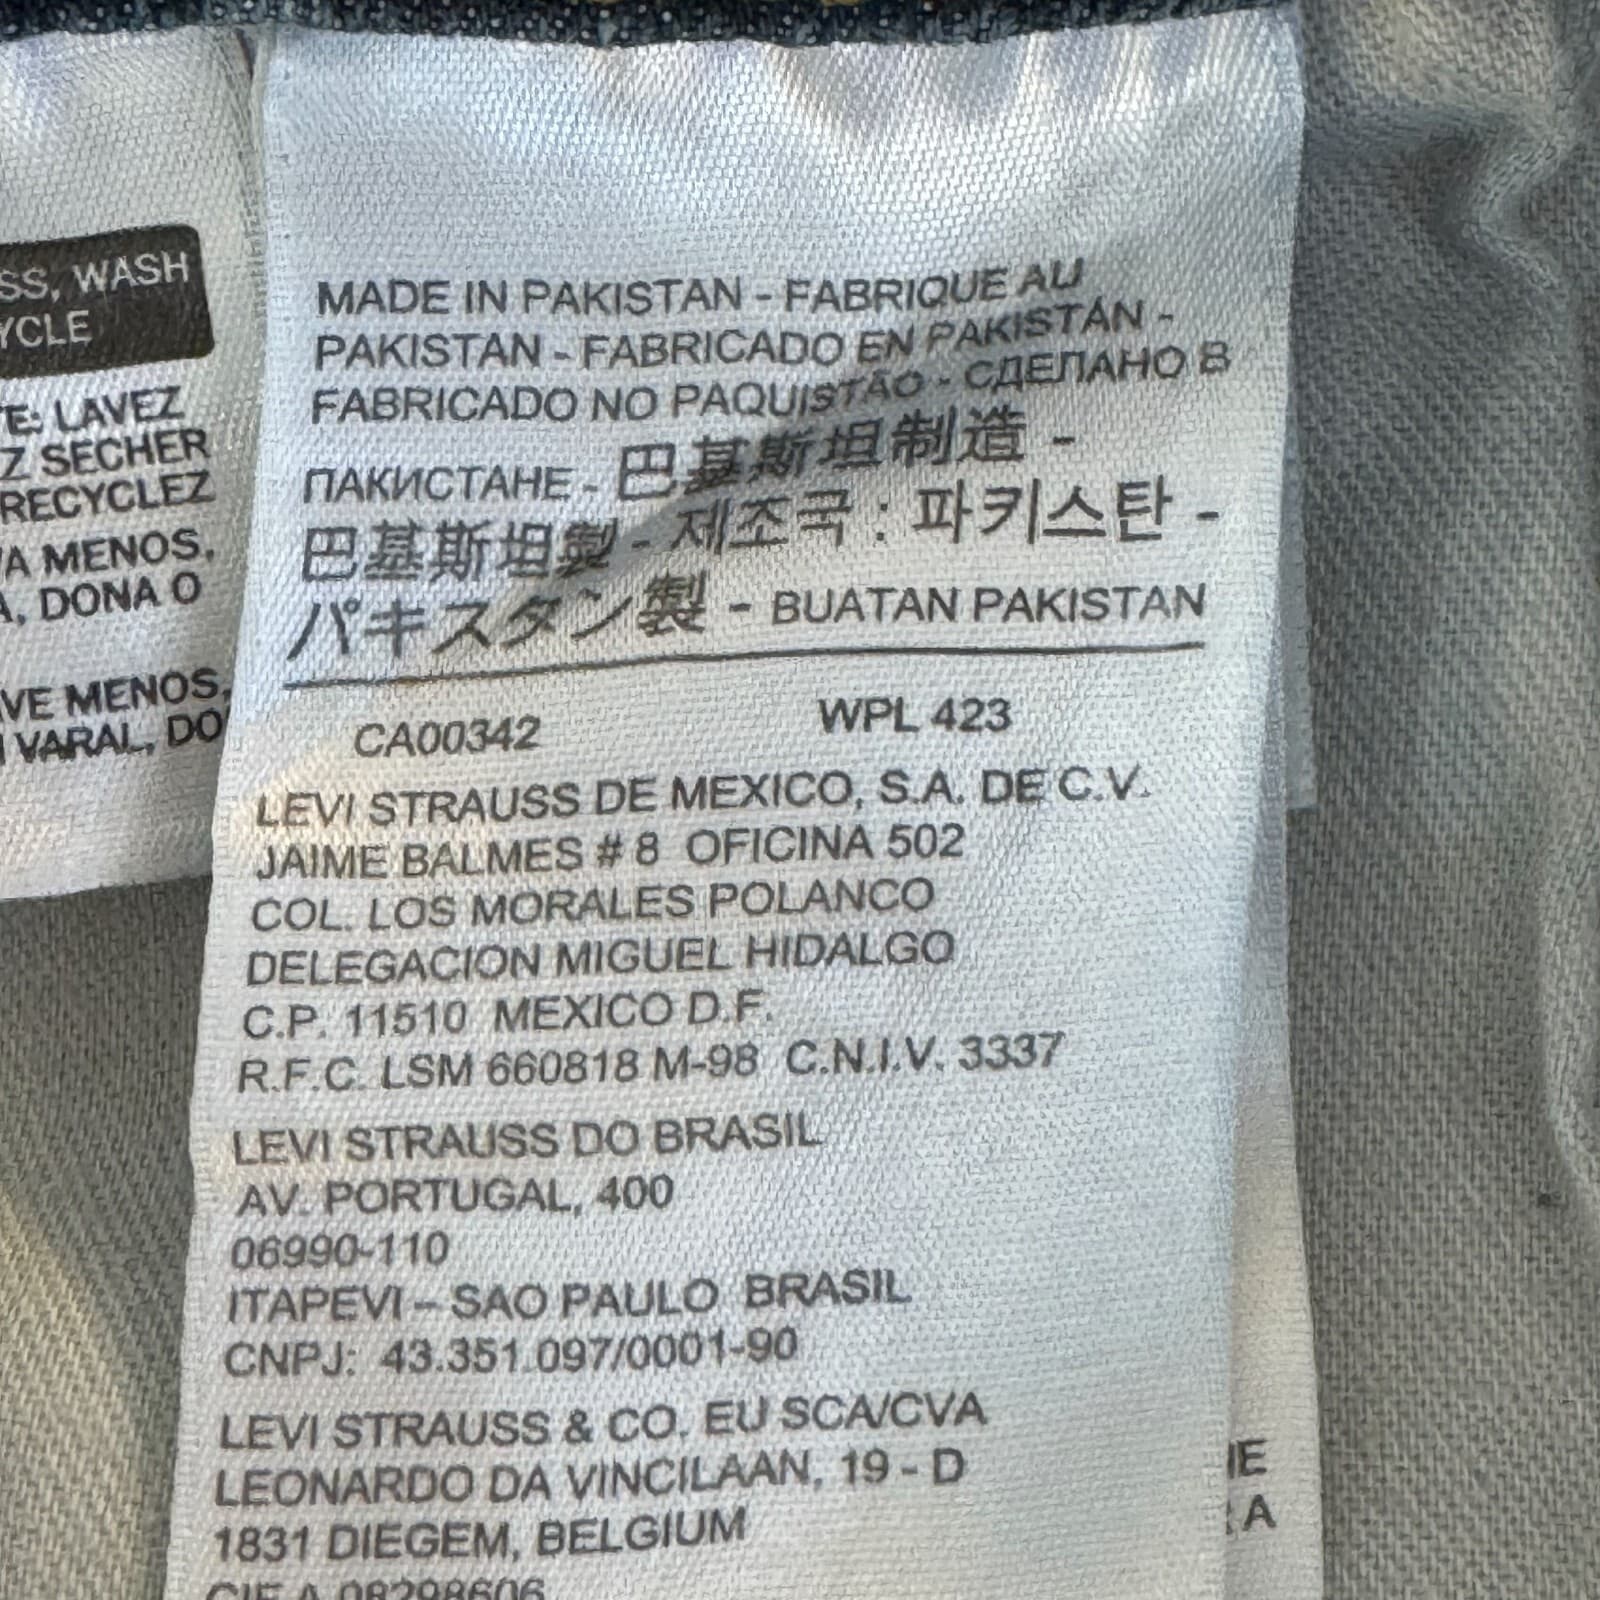 SS, WASH
YCLE
TE: LAVEZ
Z SECHER
RECYCLEZ
A MENOS,
A, DONA O
VE MENOS,
VARAL, DO
MADE IN PAKISTAN - FABRIQUE AU
PAKISTAN - FABRICADO EN PAKISTÁN -
FABRICADO NO PAQUISTÃO - СДЕЛАНО В
ПАКИСТАНЕ - 巴基斯坦制造 -
巴基斯坦製 - 제조국 : 파키스탄 -
パキスタン製 - BUATAN PAKISTAN
CA00342 WPL 423
LEVI STRAUSS DE MEXICO, S.A. DE C.V.
JAIME BALMES # 8 OFICINA 502
COL. LOS MORALES POLANCO
DELEGACION MIGUEL HIDALGO
C.P. 11510 MEXICO D.F.
R.F.C. LSM 660818 M-98 C.N.I.V. 3337
LEVI STRAUSS DO BRASIL
AV. PORTUGAL, 400
06990-110
ITAPEVI – SAO PAULO BRASIL
CNPJ: 43.351.097/0001-90
LEVI STRAUSS & CO. EU SCA/CVA
LEONARDO DA VINCILAAN, 19 - D
1831 DIEGEM, BELGIUM
CIF A 08298606
IE
A